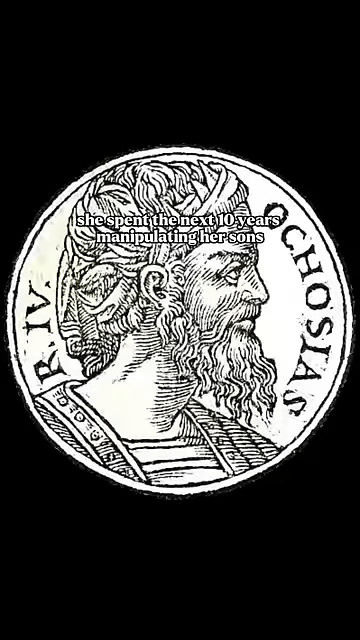 she spent the next 10 years
manipulating her sons
R.IV.
OCHOSIAS